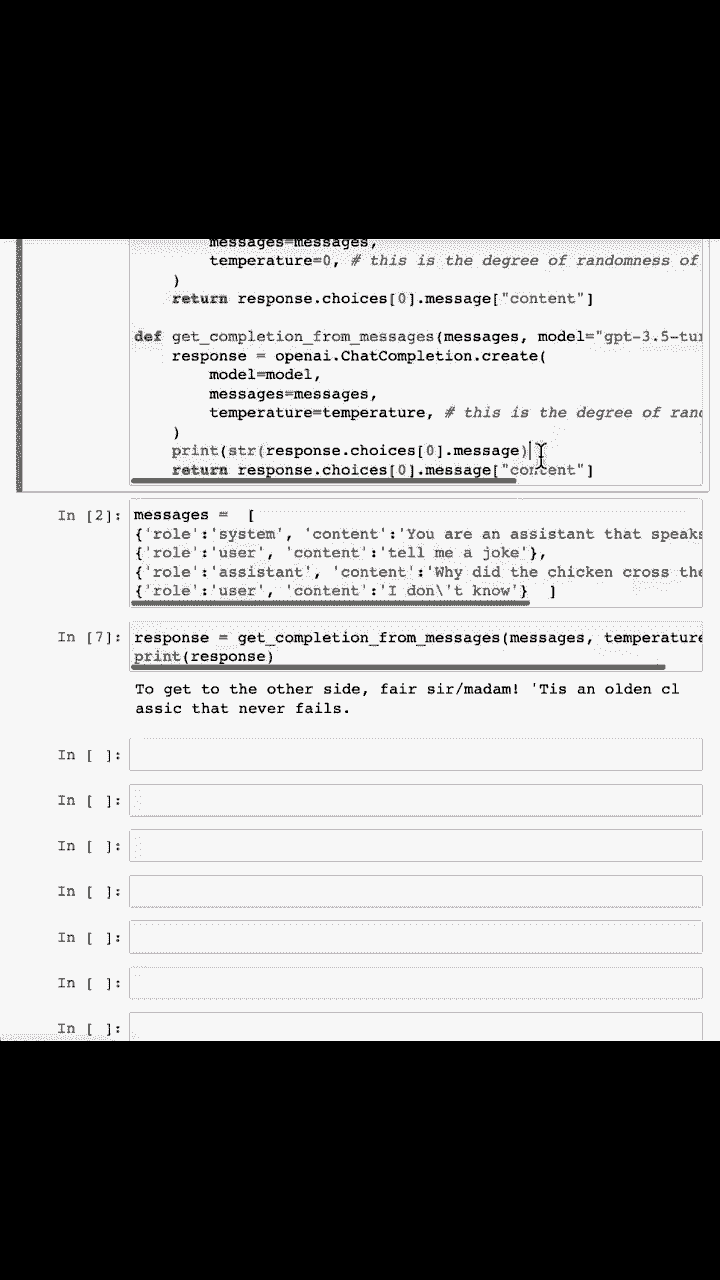 messages=messages,
temperature=0, # this is the degree of randomness of
)
return response.choices[0].message["content"]
def get_completion_from_messages(messages, model="gpt-3.5-tu
response = openai.ChatCompletion.create(
model=model,
messages=messages,
temperature=temperature, # this is the degree of ran
)
print(str(response.choices[0].message)
return response.choices[0].message["content"]
In [2]: messages =  [
{'role':'system', 'content':'You are an assistant that speaks
{'role':'user', 'content':'tell me a joke'},
{'role':'assistant', 'content':'Why did the chicken cross the
{'role':'user', 'content':'I don\'t know'}  ]
In [7]: response = get_completion_from_messages(messages, temperature
print(response)
To get to the other side, fair sir/madam! 'Tis an olden cl
assic that never fails.
In [ ]:
In [ ]:
In [ ]:
In [ ]:
In [ ]:
In [ ]:
In [ ]: